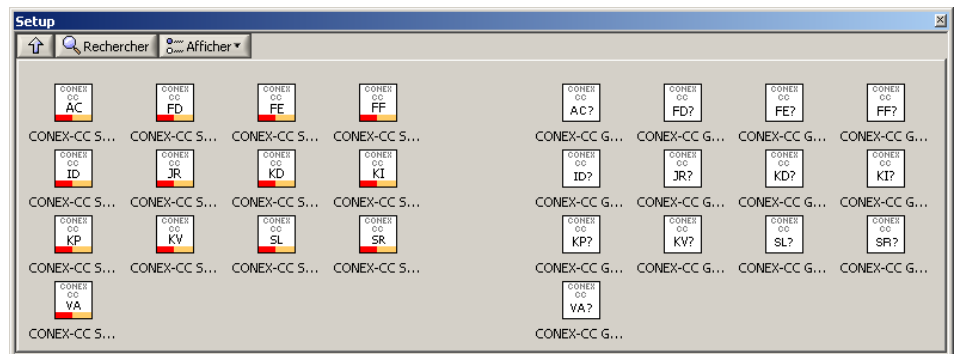 Setup
Rechercher Afficher
CONEX CC AC CONEX CC FD CONEX CC FE CONEX CC FF CONEX CC AC? CONEX CC FD? CONEX CC FE? CONEX CC FF?
CONEX-CC S... CONEX-CC S... CONEX-CC S... CONEX-CC S... CONEX-CC G... CONEX-CC G... CONEX-CC G... CONEX-CC G...
CONEX CC ID CONEX CC JR CONEX CC KD CONEX CC KI CONEX CC ID? CONEX CC JR? CONEX CC KD? CONEX CC KI?
CONEX-CC S... CONEX-CC S... CONEX-CC S... CONEX-CC S... CONEX-CC G... CONEX-CC G... CONEX-CC G... CONEX-CC G...
CONEX CC KP CONEX CC KV CONEX CC SL CONEX CC SR CONEX CC KP? CONEX CC KV? CONEX CC SL? CONEX CC SR?
CONEX-CC S... CONEX-CC S... CONEX-CC S... CONEX-CC S... CONEX-CC G... CONEX-CC G... CONEX-CC G... CONEX-CC G...
CONEX CC VA CONEX CC VA?
CONEX-CC S... CONEX-CC G...